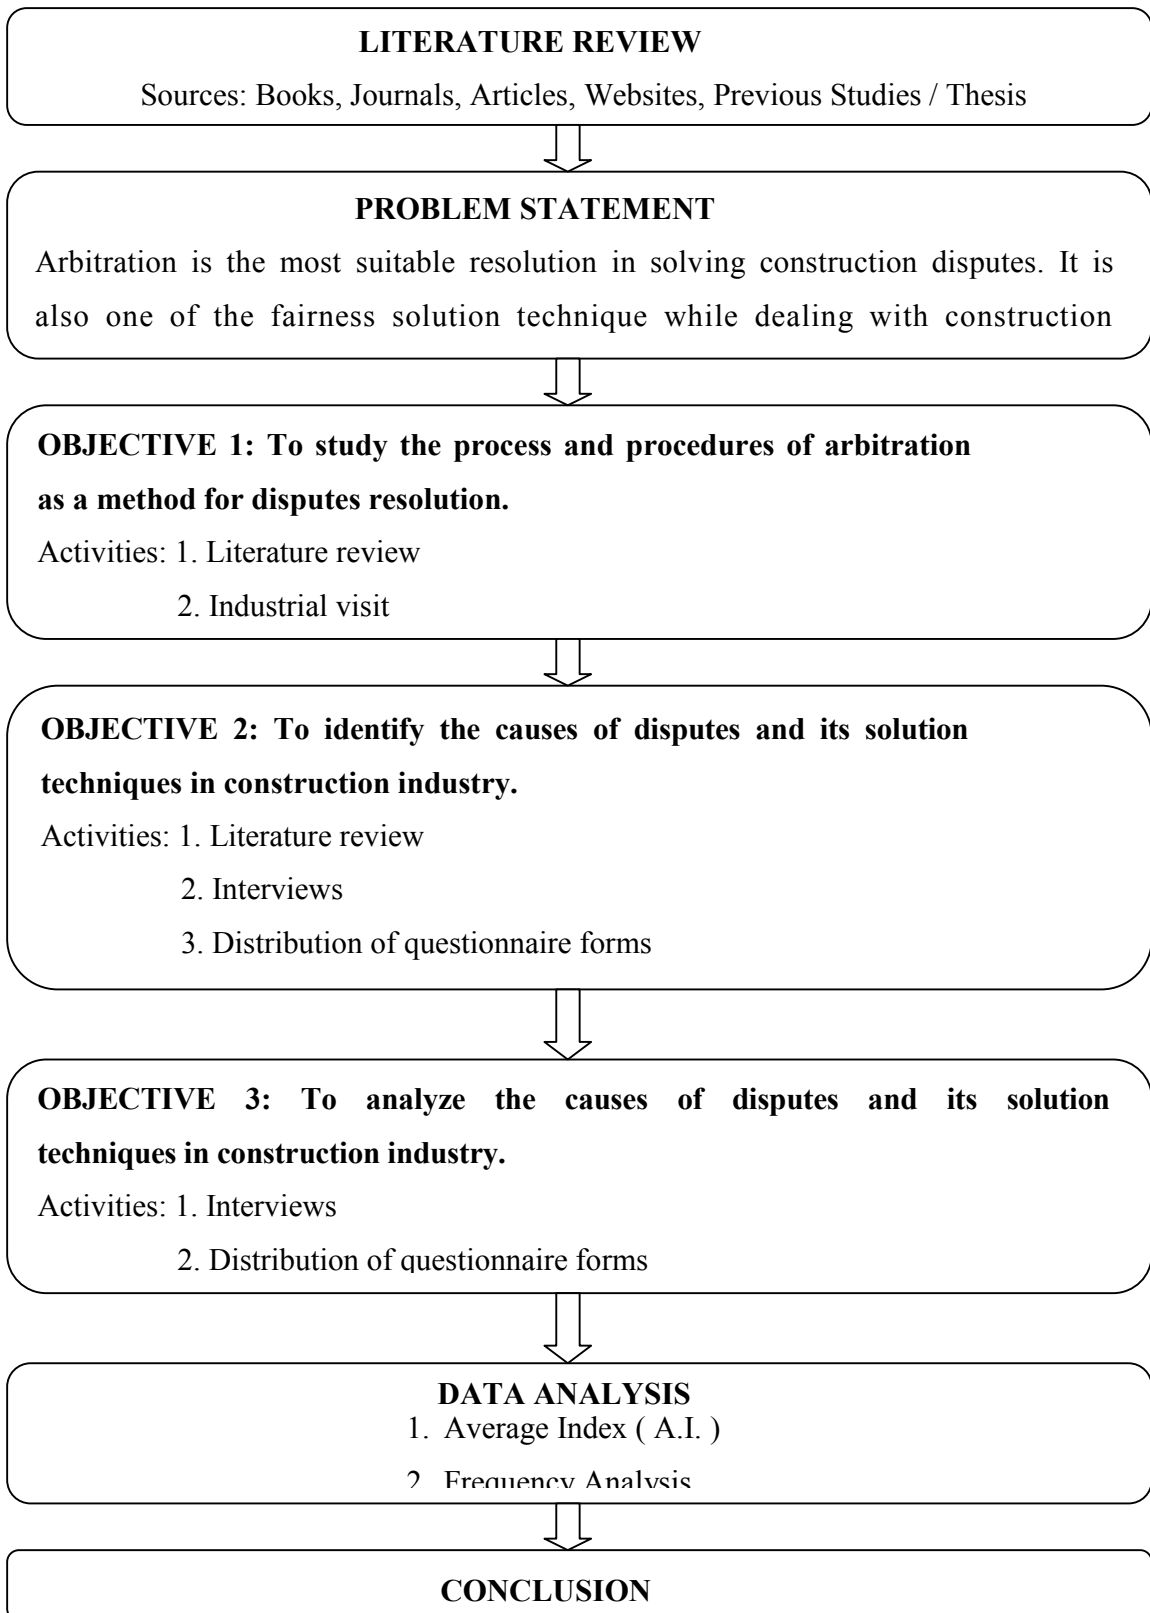 LITERATURE REVIEW
Sources: Books, Journals, Articles, Websites, Previous Studies / Thesis
PROBLEM STATEMENT
Arbitration is the most suitable resolution in solving construction disputes. It is
also one of the fairness solution technique while dealing with construction
OBJECTIVE 1: To study the process and procedures of arbitration
as a method for disputes resolution.
Activities: 1. Literature review
2. Industrial visit
OBJECTIVE 2: To identify the causes of disputes and its solution
techniques in construction industry.
Activities: 1. Literature review
2. Interviews
3. Distribution of questionnaire forms
OBJECTIVE 3: To analyze the causes of disputes and its solution
techniques in construction industry.
Activities: 1. Interviews
2. Distribution of questionnaire forms
DATA ANALYSIS
1. Average Index ( A.I. )
2. Frequency Analysis
CONCLUSION